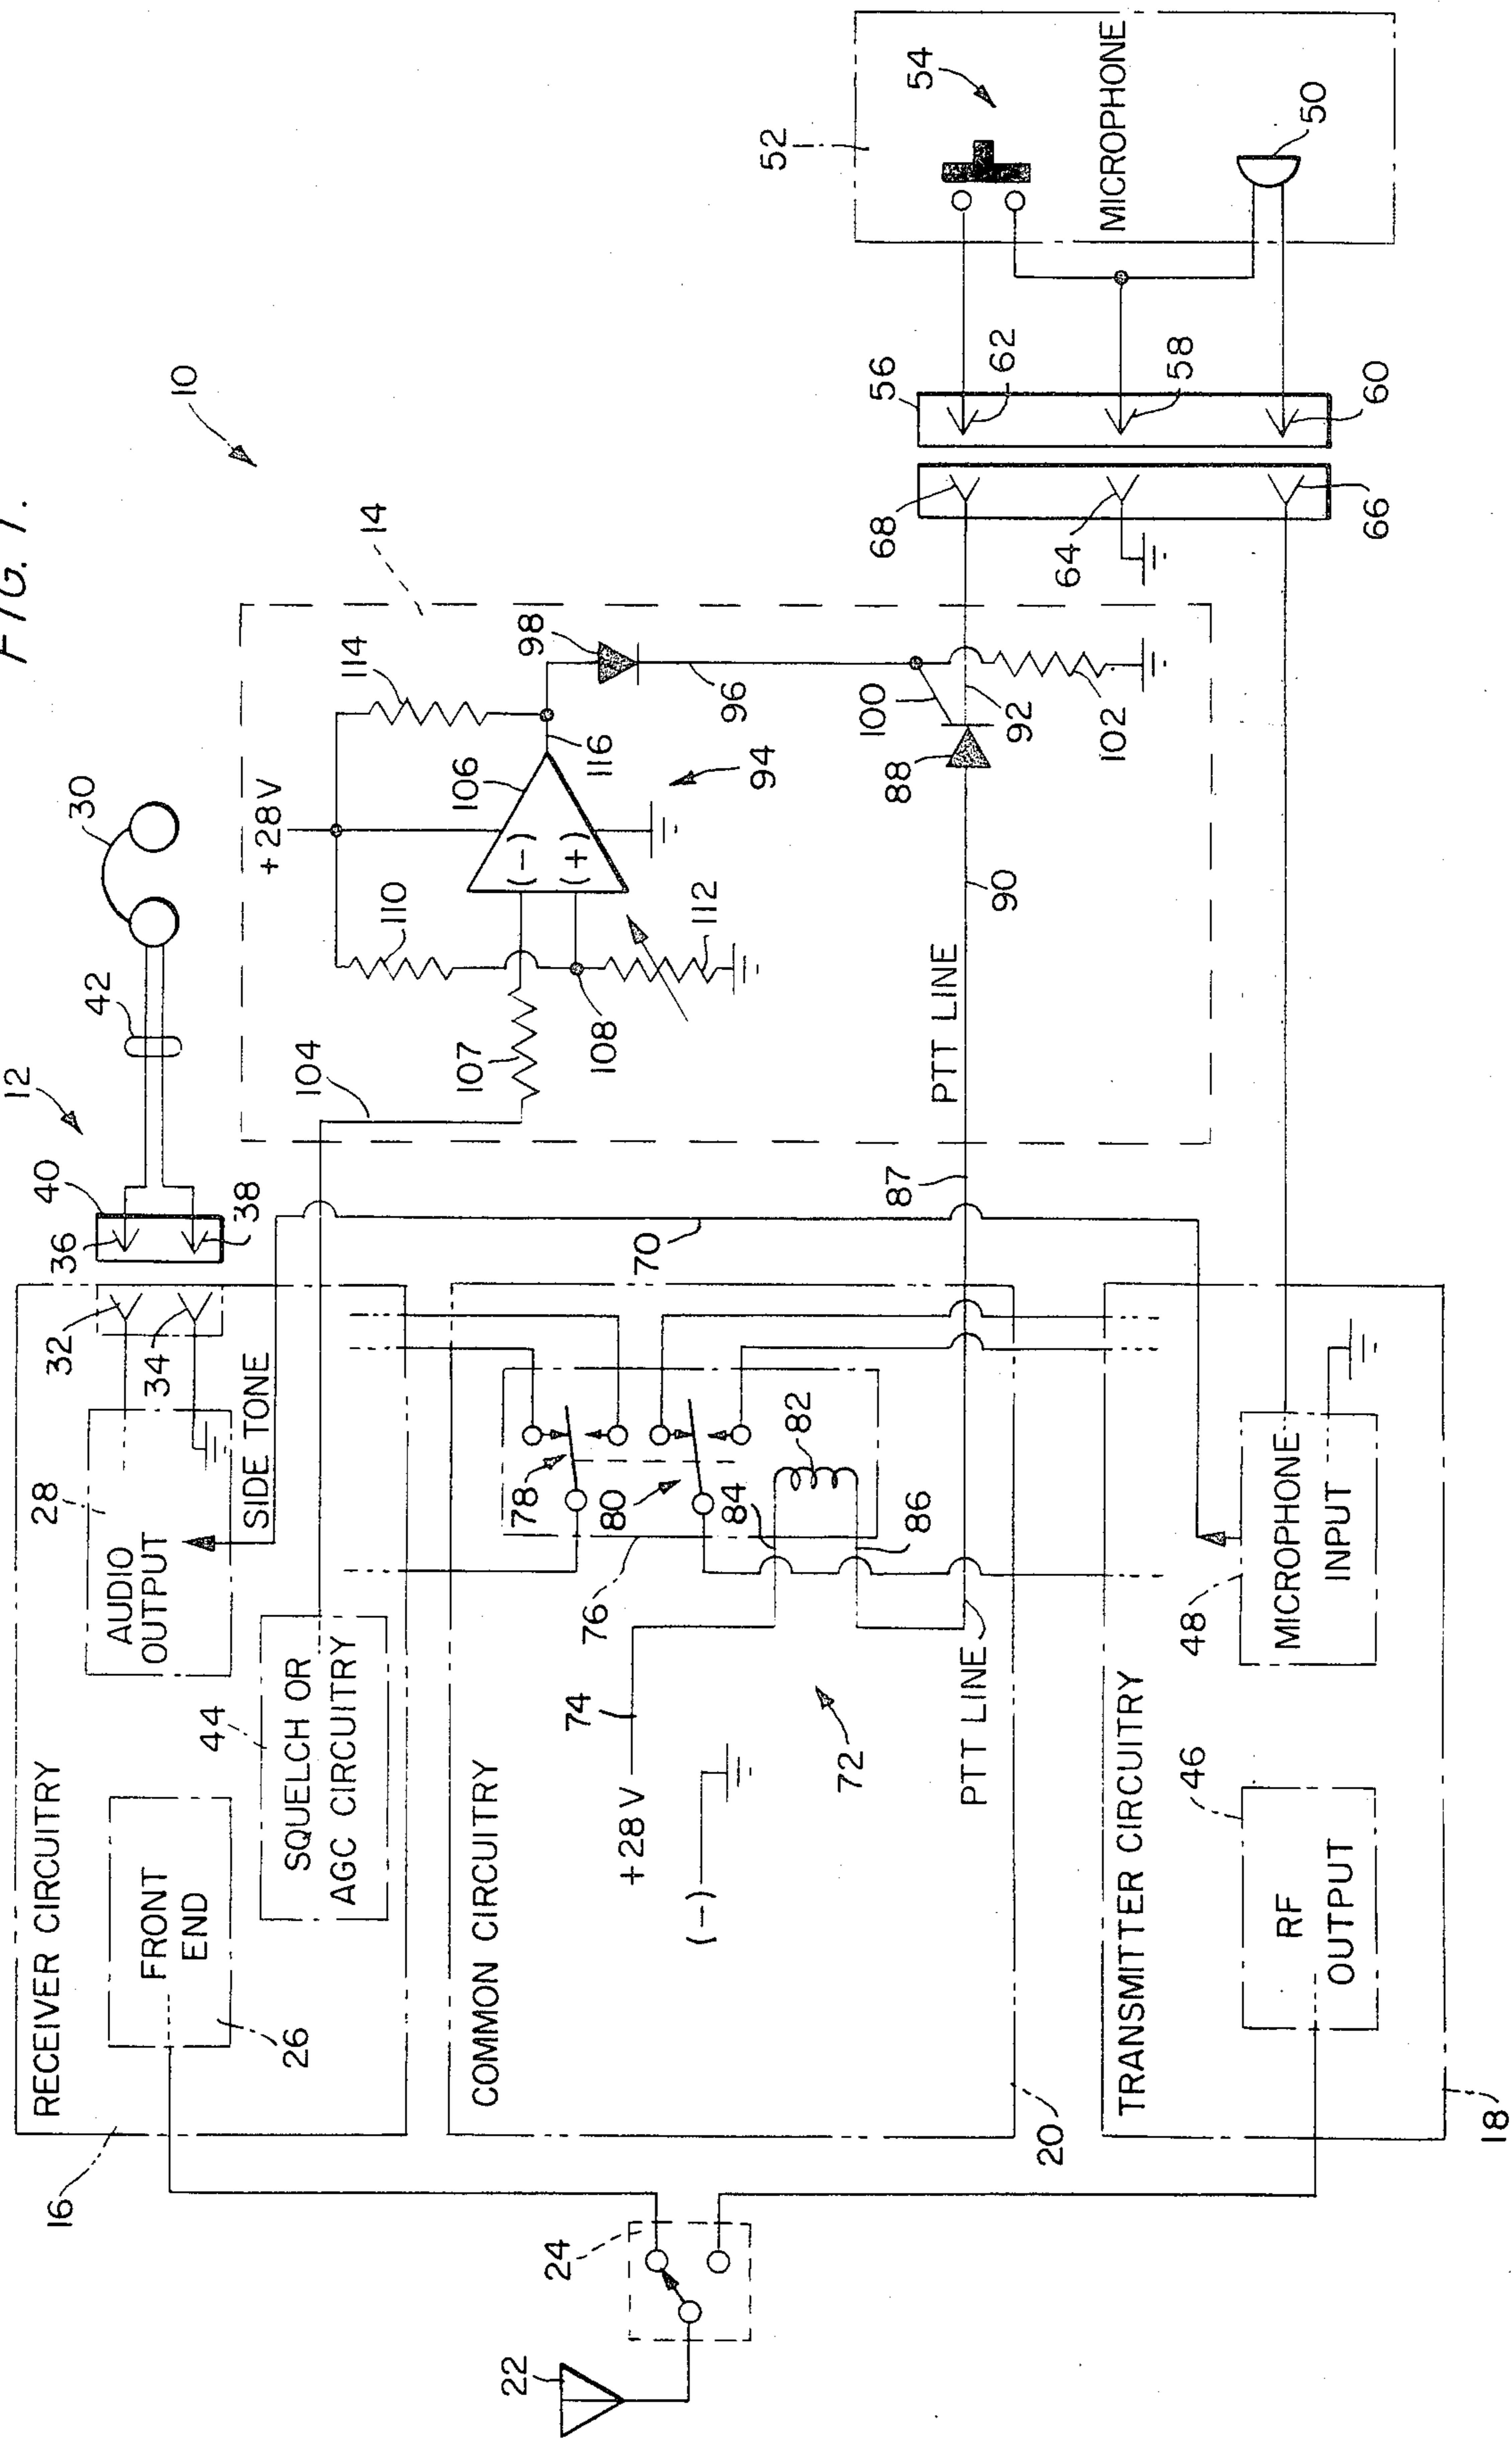 FIG. 1.
10
12
14
RECEIVER CIRCUITRY
16
FRONT
END
26
AUDIO
OUTPUT
28
SIDE TONE
SQUELCH OR
AGC CIRCUITRY
44
32
34
36
38
40
42
30
COMMON CIRCUITRY
20
+28 V
(-)
74
72
76
78
80
82
84
86
PTT LINE
70
87
TRANSMITTER CIRCUITRY
18
RF
OUTPUT
46
MICROPHONE
INPUT
48
22
24
104
107
108
110
112
+28 V
106
(-)
(+)
114
116
94
98
96
PTT LINE
90
88
100
92
102
68
64
66
56
62
58
60
52
54
MICROPHONE
50